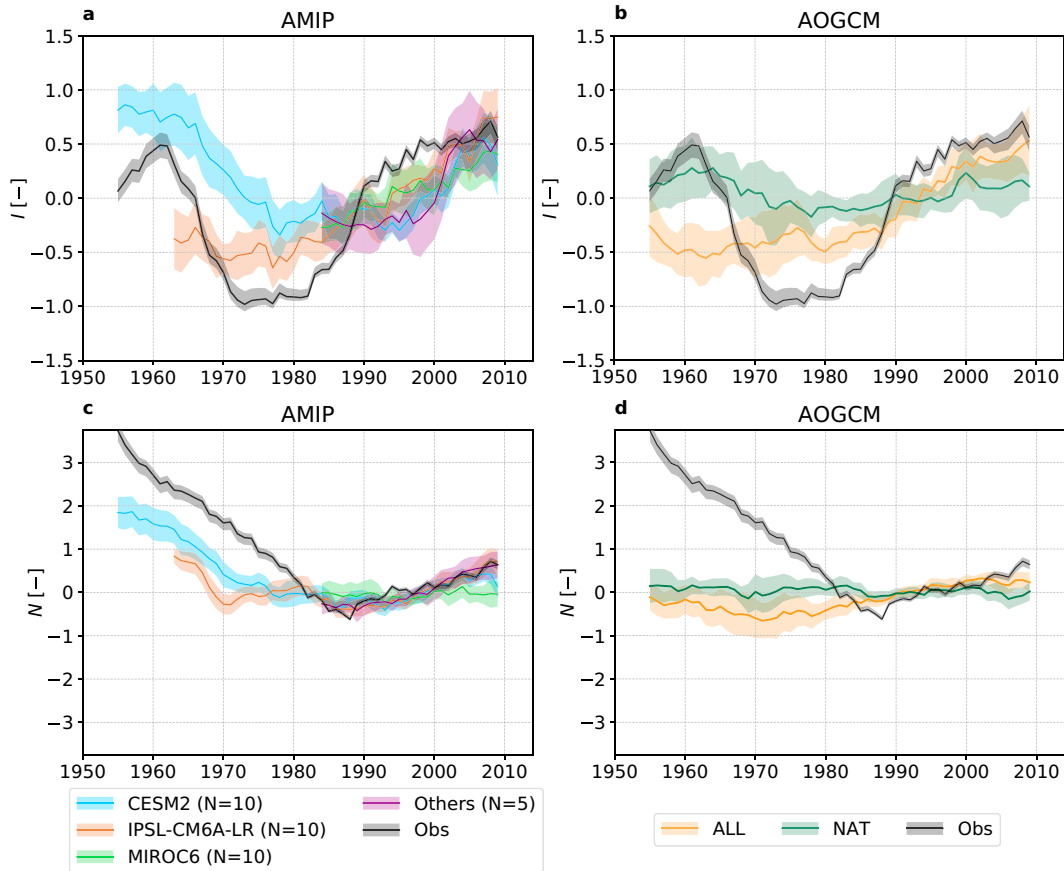 a
AMIP
b
AOGCM
1.5
1.0
0.5
0.0
−0.5
−1.0
−1.5
I [−]
1950 1960 1970 1980 1990 2000 2010
1.5
1.0
0.5
0.0
−0.5
−1.0
−1.5
I [−]
1950 1960 1970 1980 1990 2000 2010
c
AMIP
d
AOGCM
3
2
1
0
−1
−2
−3
N [−]
1950 1960 1970 1980 1990 2000 2010
3
2
1
0
−1
−2
−3
N [−]
1950 1960 1970 1980 1990 2000 2010
CESM2 (N=10)
IPSL-CM6A-LR (N=10)
MIROC6 (N=10)
Others (N=5)
Obs
ALL NAT Obs